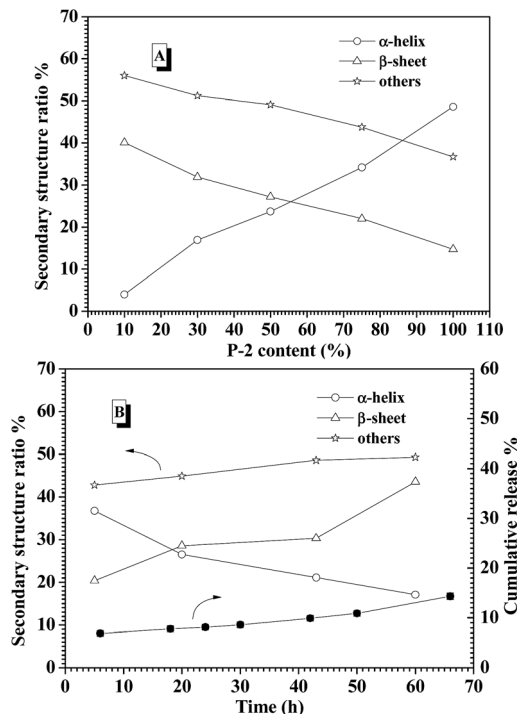 70
60
50
40
30
20
10
0
Secondary structure ratio %
A
α-helix
β-sheet
others
0 10 20 30 40 50 60 70 80 90 100 110
P-2 content (%)
70
60
50
40
30
20
10
0
Secondary structure ratio %
B
α-helix
β-sheet
others
60
50
40
30
20
10
0
Cumulative release %
0 10 20 30 40 50 60 70
Time (h)